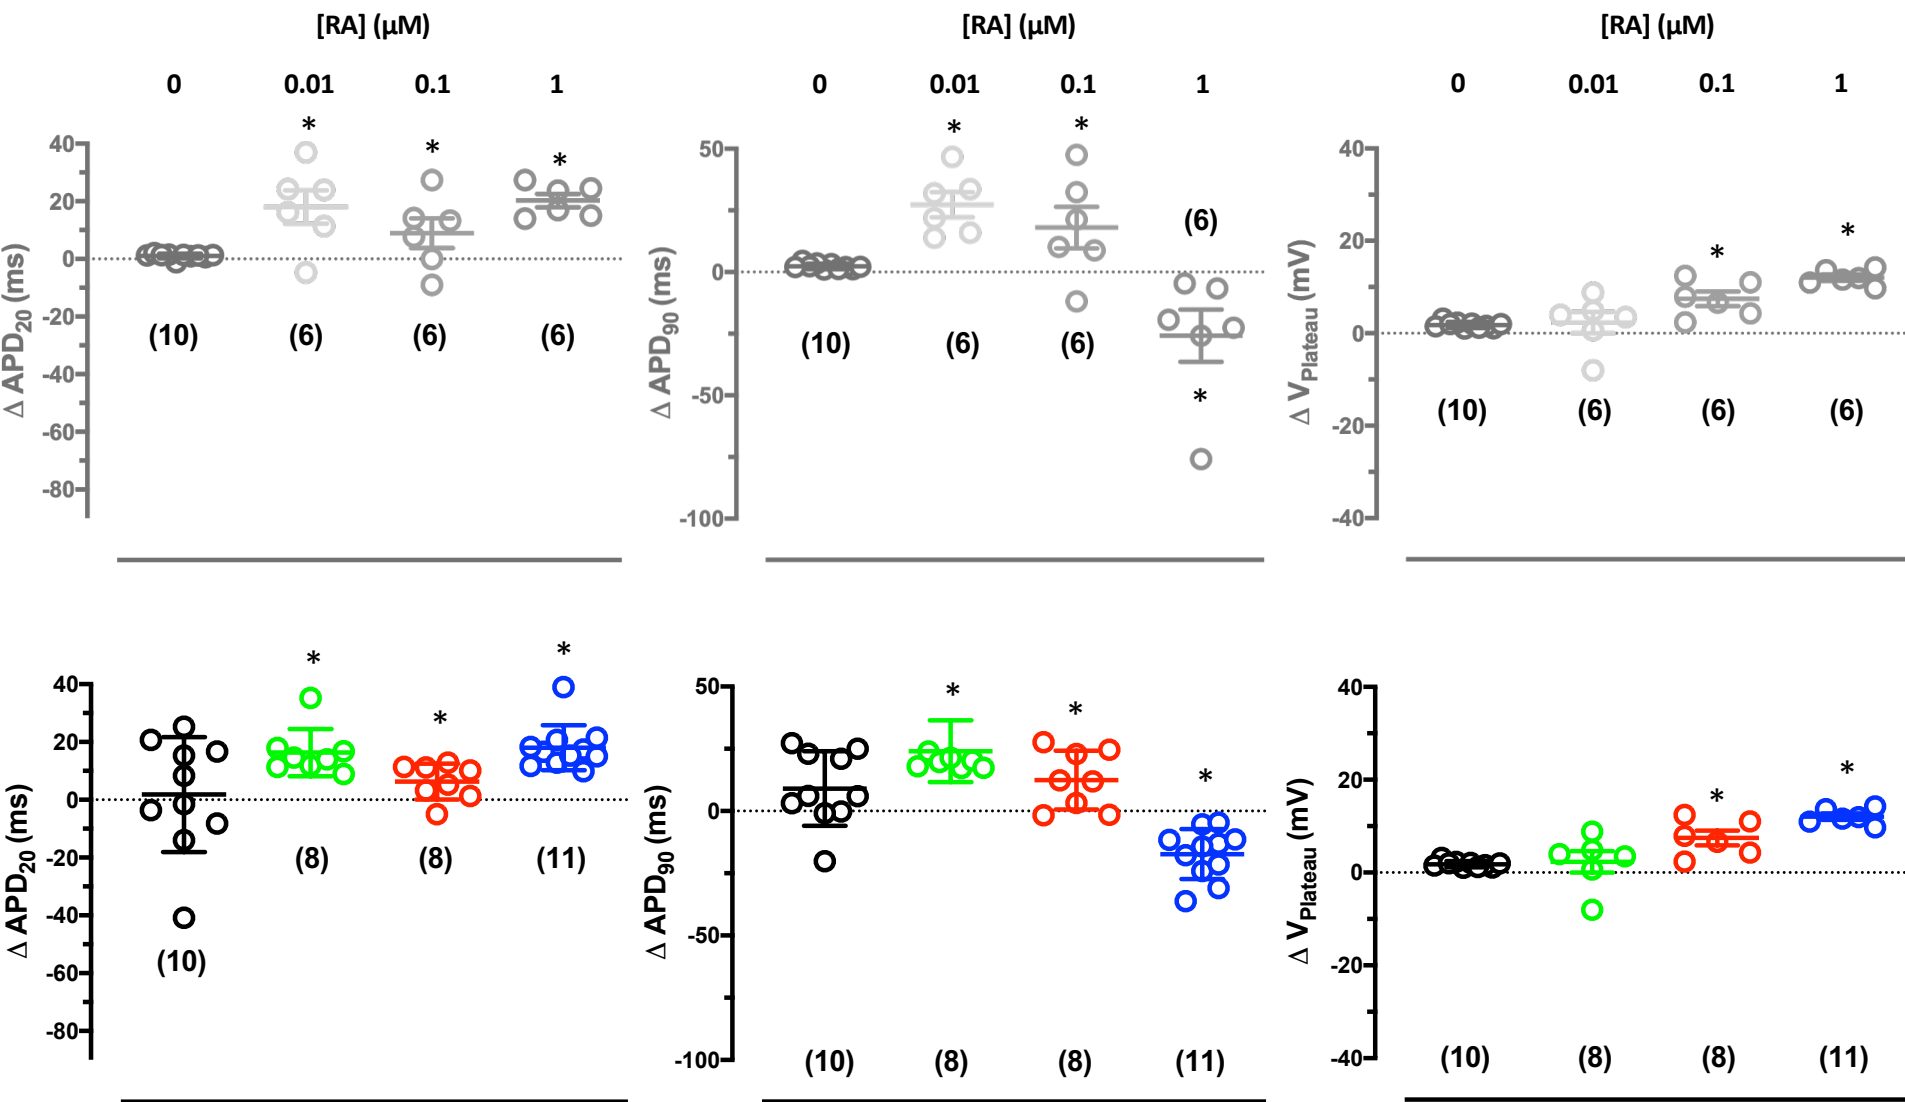 [RA] (µM) [RA] (µM) [RA] (µM)
0 0.01 0.1 1 0 0.01 0.1 1 0 0.01 0.1 1
* * * * * * * *
Δ APD20 (ms)
40
20
0
-20
-40
-60
-80
(10) (6) (6) (6)
Δ APD90 (ms)
50
0
-50
-100
(10) (6) (6) (6)
Δ VPlateau (mV)
40
20
0
-20
-40
(10) (6) (6) (6)
* * * * * * * *
Δ APD20 (ms)
40
20
0
-20
-40
-60
-80
(10) (8) (8) (11)
Δ APD90 (ms)
50
0
-50
-100
(10) (8) (8) (11)
Δ VPlateau (mV)
40
20
0
-20
-40
(10) (8) (8) (11)